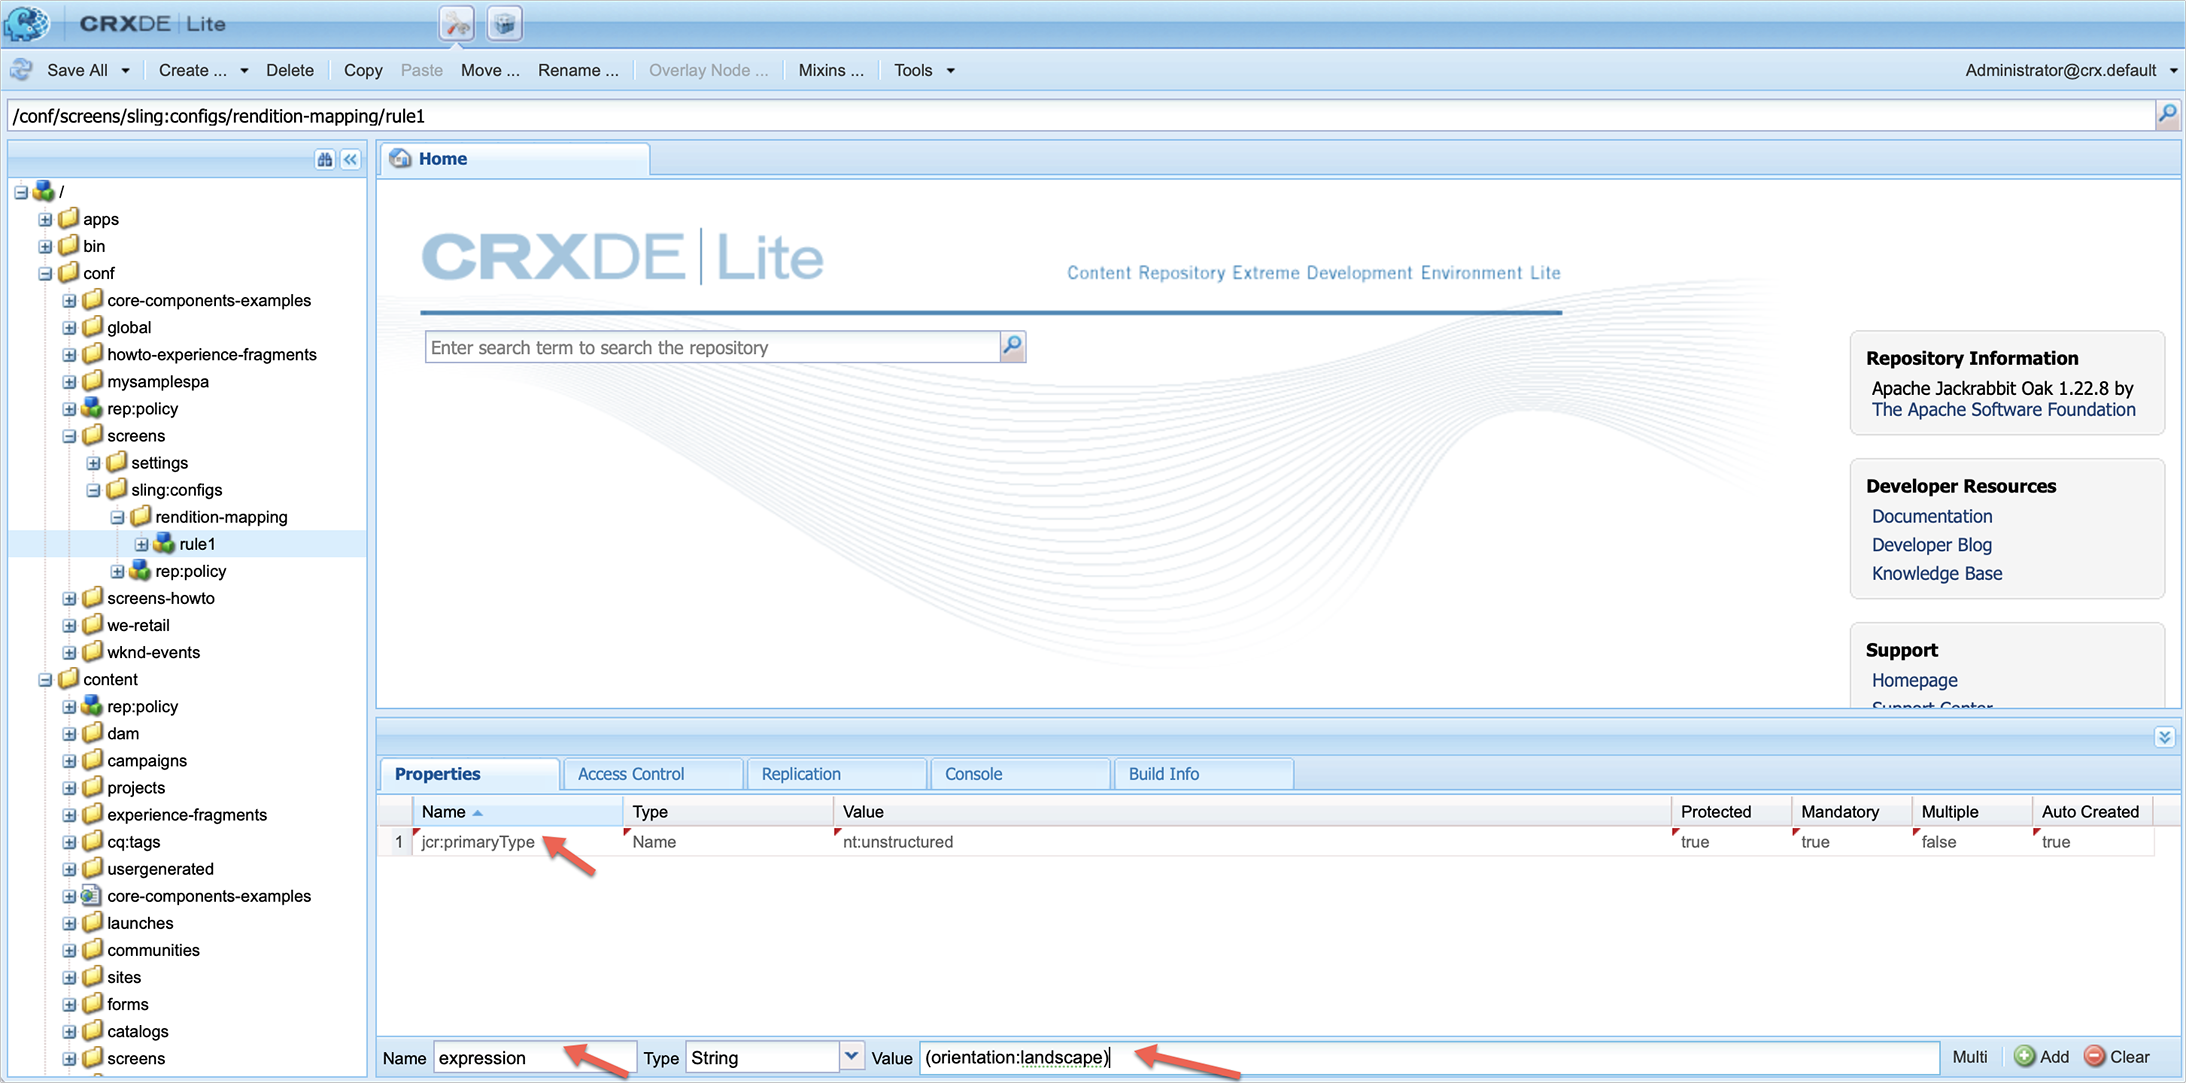 CRXDE | Lite
Save All
Create ...
Delete
Copy
Paste
Move ...
Rename ...
Overlay Node ...
Mixins ...
Tools
Administrator@crx.default
/conf/screens/sling:configs/rendition-mapping/rule1
/
apps
bin
conf
core-components-examples
global
howto-experience-fragments
mysamplespa
rep:policy
screens
settings
sling:configs
rendition-mapping
rule1
rep:policy
screens-howto
we-retail
wknd-events
content
rep:policy
dam
campaigns
projects
experience-fragments
cq:tags
usergenerated
core-components-examples
launches
communities
sites
forms
catalogs
screens
Home
CRXDE | Lite
Content Repository Extreme Development Environment Lite
Enter search term to search the repository
Repository Information
Apache Jackrabbit Oak 1.22.8 by
The Apache Software Foundation
Developer Resources
Documentation
Developer Blog
Knowledge Base
Support
Homepage
Support Center
Properties
Access Control
Replication
Console
Build Info
Name Type Value Protected Mandatory Multiple Auto Created
1 jcr:primaryType Name nt:unstructured true true false true
Name expression Type String Value (orientation:landscape) Multi Add Clear